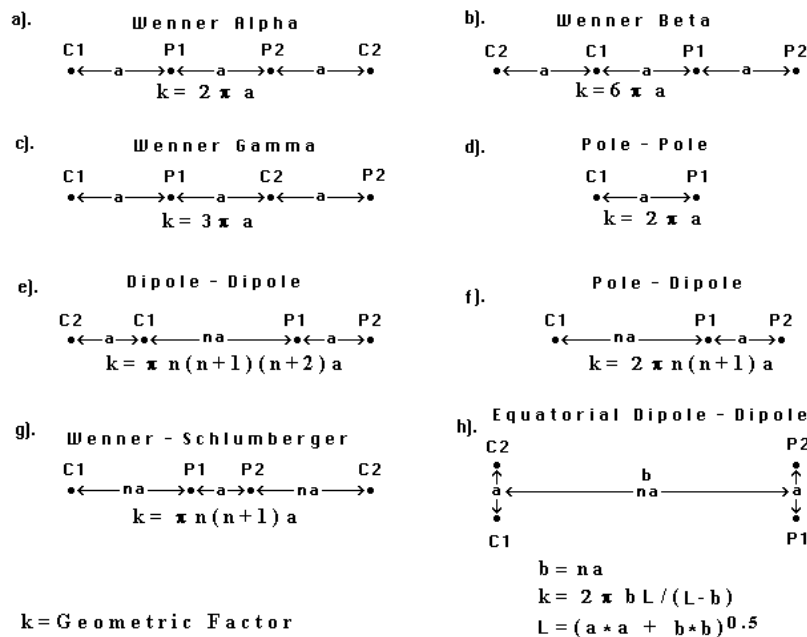 a). Wenner Alpha
C1 P1 P2 C2
a a a
k = 2 π a
b). Wenner Beta
C2 C1 P1 P2
a a a
k=6 π a
c). Wenner Gamma
C1 P1 C2 P2
a a a
k = 3 π a
d). Pole - Pole
C1 P1
a
k = 2 π a
e). Dipole - Dipole
C2 C1 P1 P2
a na a
k = π n(n+1)(n+2)a
f). Pole - Dipole
C1 P1 P2
na a
k = 2 π n(n+1)a
g). Wenner - Schlumberger
C1 P1 P2 C2
na a na
k = π n(n+1)a
h). Equatorial Dipole - Dipole
C2 P2
b
a na a
C1 P1
b = na
k = 2 π b L/(L-b)
L=(a*a + b*b)^0.5
k=Geometric Factor